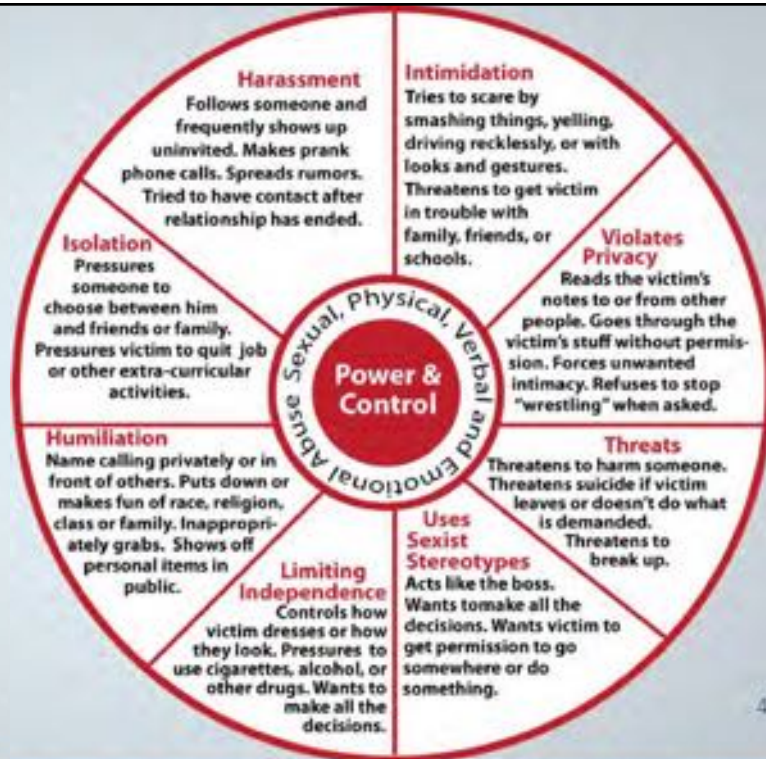 Harassment
Follows someone and
frequently shows up
uninvited. Makes prank
phone calls. Spreads rumors.
Tried to have contact after
relationship has ended.
Intimidation
Tries to scare by
smashing things, yelling,
driving recklessly, or with
looks and gestures.
Threatens to get victim
in trouble with
family, friends, or
schools.
Violates
Privacy
Reads the victim's
notes to or from other
people. Goes through the
victim's stuff without permis-
sion. Forces unwanted
intimacy. Refuses to stop
"wrestling" when asked.
Threats
Threatens to harm someone.
Threatens suicide if victim
leaves or doesn't do what
is demanded.
Threatens to
break up.
Uses
Sexist
Stereotypes
Acts like the boss.
Wants tomake all the
decisions. Wants victim to
get permission to go
somewhere or do
something.
Limiting
Independence
Controls how
victim dresses or how
they look. Pressures to
use cigarettes, alcohol, or
other drugs. Wants to
make all the
decisions.
Humiliation
Name calling privately or in
front of others. Puts down or
makes fun of race, religion,
class or family. Inappropri-
ately grabs. Shows off
personal items in
public.
Isolation
Pressures
someone to
choose between him
and friends or family.
Pressures victim to quit job
or other extra-curricular
activities.
Sexual, Physical, Verbal and Emotional Abuse
Power &
Control
4